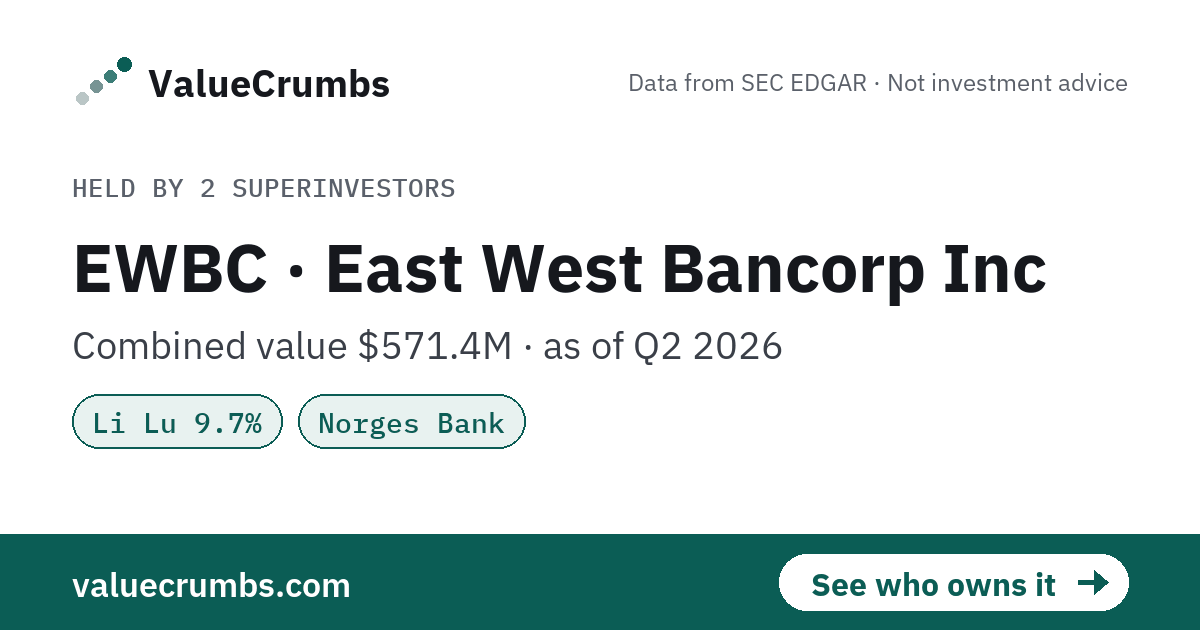 ValueCrumbs
Data from SEC EDGAR · Not investment advice
HELD BY 2 SUPERINVESTORS
EWBC · East West Bancorp Inc
Combined value $571.4M · as of Q2 2026
Li Lu 9.7%
Norges Bank
valuecrumbs.com
See who owns it →